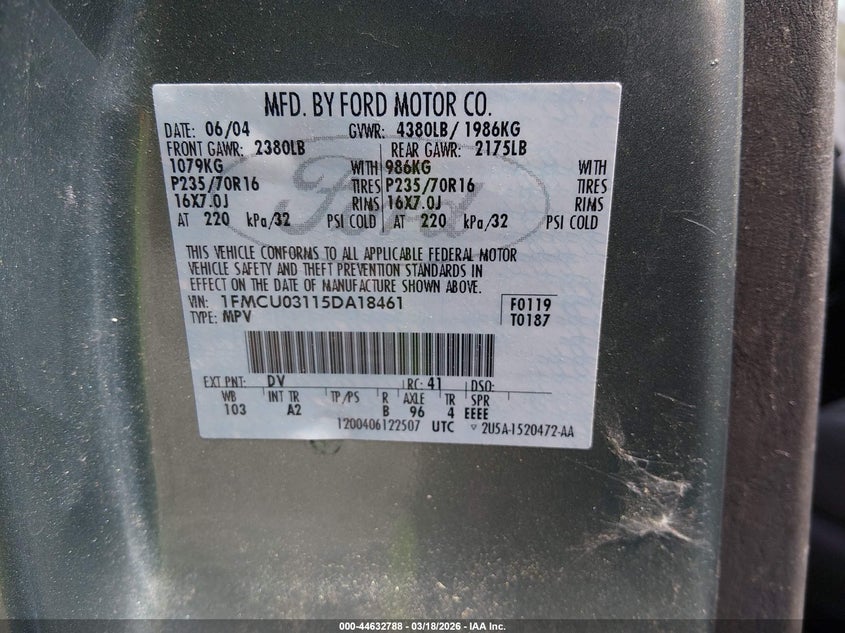 MFD. BY FORD MOTOR CO.
DATE: 06/04 GVWR: 4380LB/ 1986KG
FRONT GAWR: 2380LB REAR GAWR: 2175LB
1079KG WITH 986KG WITH
P235/70R16 TIRES P235/70R16 TIRES
16X7.0J RIMS 16X7.0J RIMS
AT 220 kPa/32 PSI COLD AT 220 kPa/32 PSI COLD
Ford
THIS VEHICLE CONFORMS TO ALL APPLICABLE FEDERAL MOTOR
VEHICLE SAFETY AND THEFT PREVENTION STANDARDS IN
EFFECT ON THE DATE OF MANUFACTURE SHOWN ABOVE.
VIN: 1FMCU03115DA18461 F0119
TYPE: MPV T0187
EXT PNT: DV RC: 41 DSO:
WB INT TR TP/PS R AXLE TR SPR
103 A2 B 96 4 EEEE
1200406122507 UTC ▽ 2U5A-1520472-AA
000-44632788 - 03/18/2026 - IAA Inc.